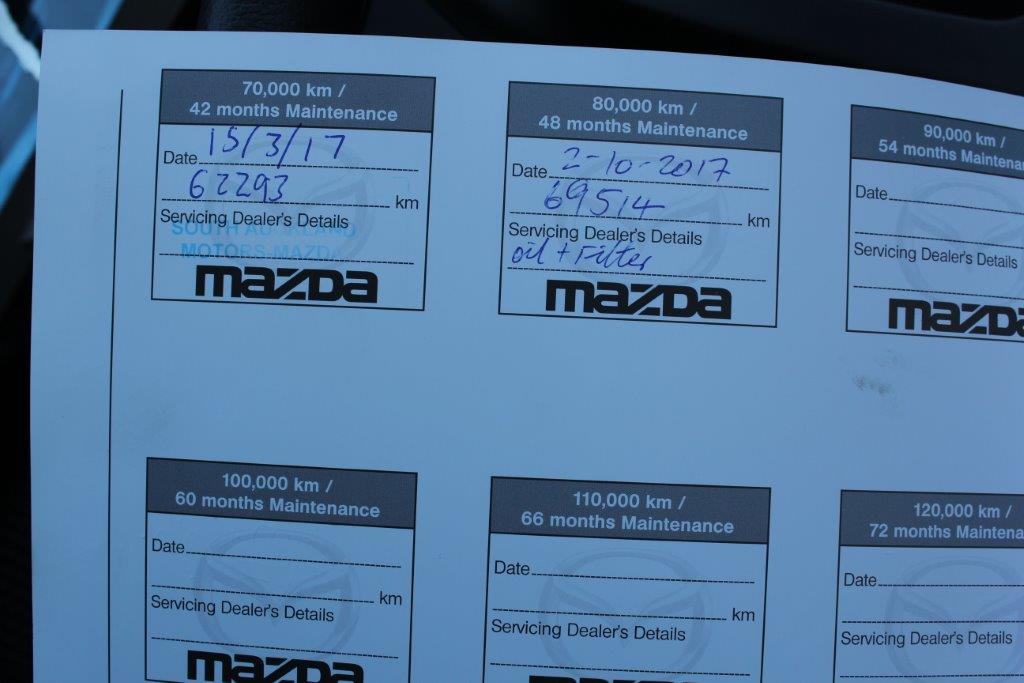 70,000 km /
42 months Maintenance
Date 15/3/17
62293 km
Servicing Dealer's Details
SOUTH AUCKLAND
MOTORS-MAZDA
mazda
80,000 km /
48 months Maintenance
Date 2-10-2017
69514 km
Servicing Dealer's Details
oil + Filter
mazda
90,000 km /
54 months
Date
Servicing Dealer's Details
mazda
100,000 km /
60 months Maintenance
Date
km
Servicing Dealer's Details
mazda
110,000 km /
66 months Maintenance
Date
km
Servicing Dealer's Details
120,000 km /
72 months
Date
Servicing Dealer's Details